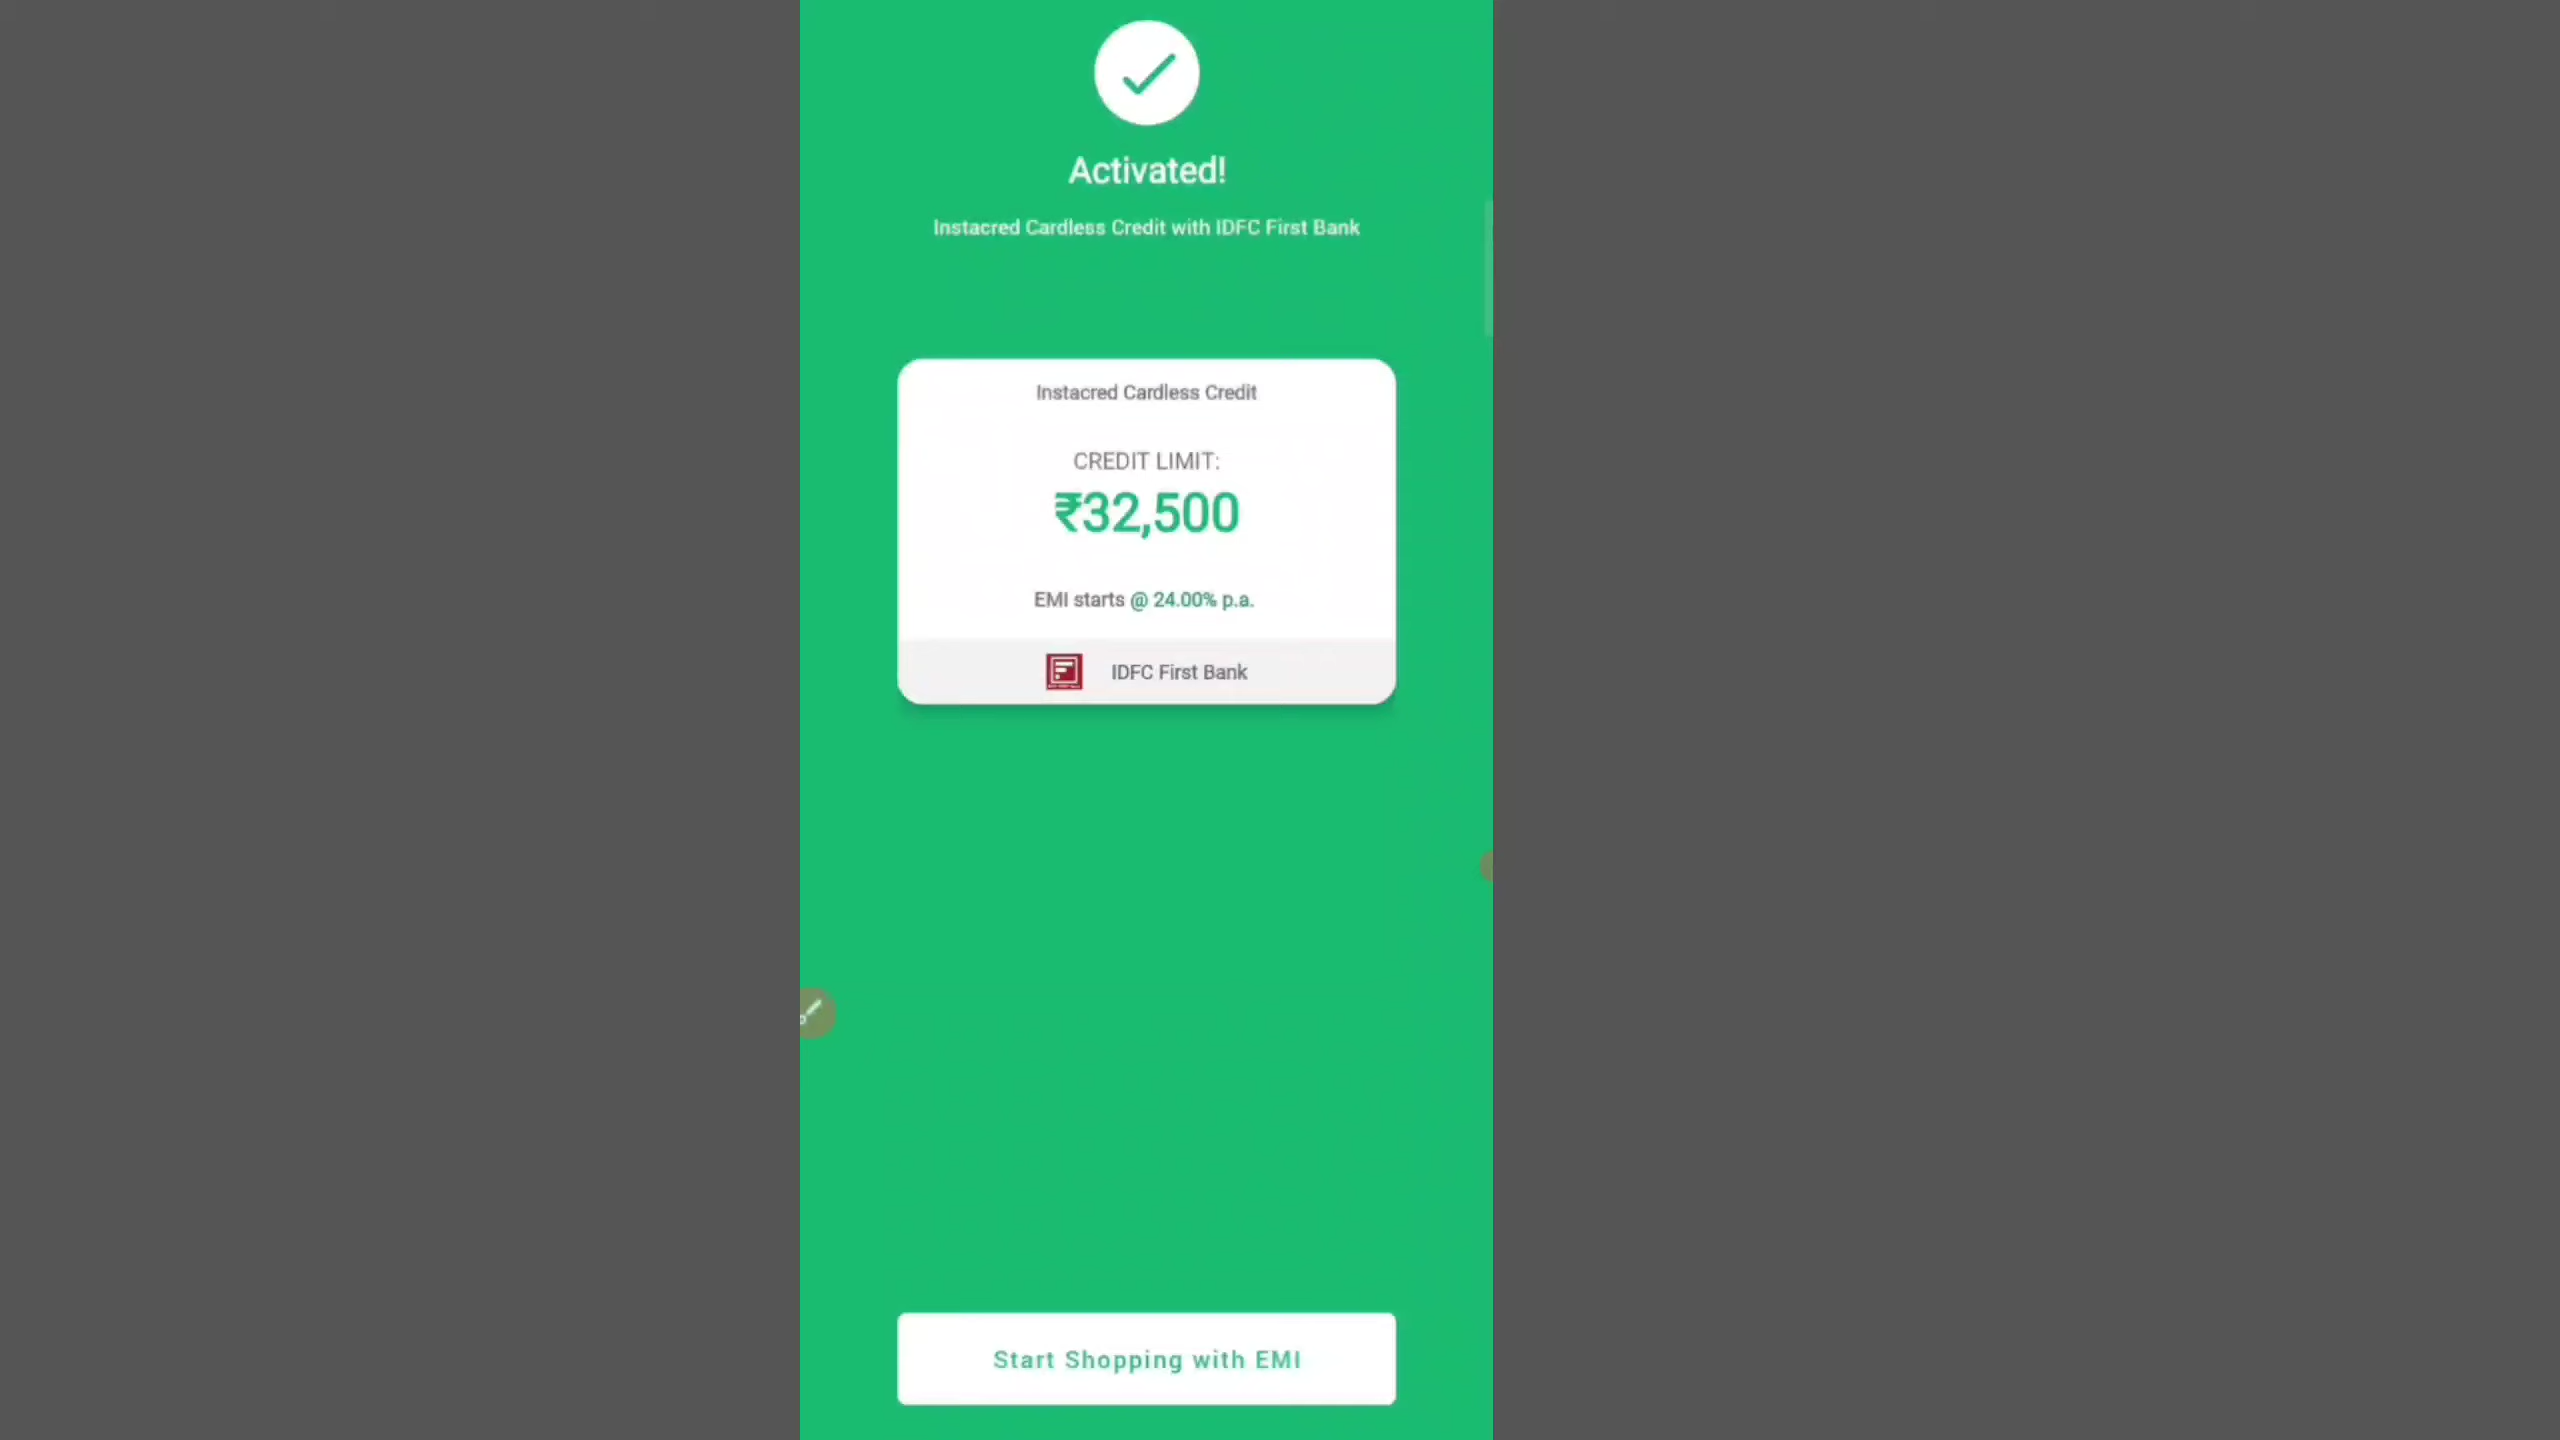 Activated!
Instacred Cardless Credit with IDFC First Bank
Instacred Cardless Credit
CREDIT LIMIT:
₹32,500
EMI starts @ 24.00% p.a.
IDFC First Bank
Start Shopping with EMI